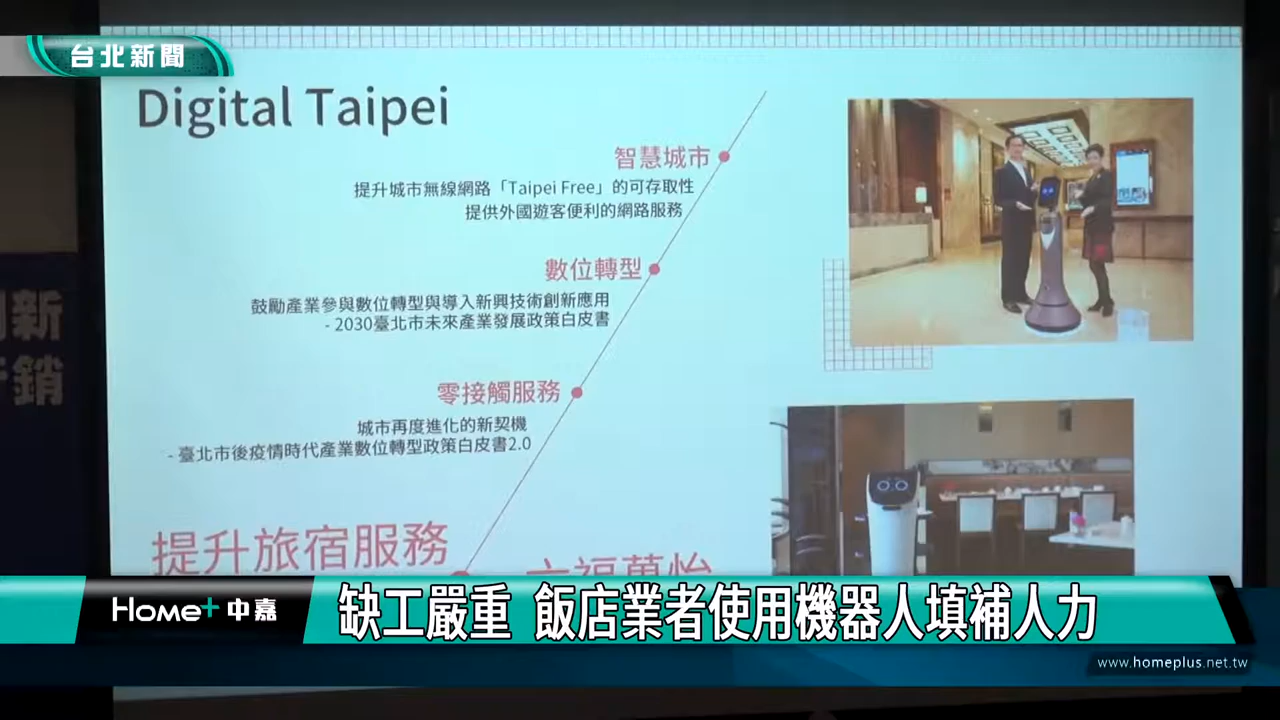 台北新聞
Digital Taipei
智慧城市
提升城市無線網路「Taipei Free」的可存取性
提供外國遊客便利的網路服務
數位轉型
鼓勵產業參與數位轉型與導入新興技術創新應用
- 2030臺北市未來產業發展政策白皮書
零接觸服務
城市再度進化的新契機
- 臺北市後疫情時代產業數位轉型政策白皮書2.0
提升旅宿服務
六福萬怡
新
銷
Home+ 中嘉
缺工嚴重 飯店業者使用機器人填補人力
www.homeplus.net.tw